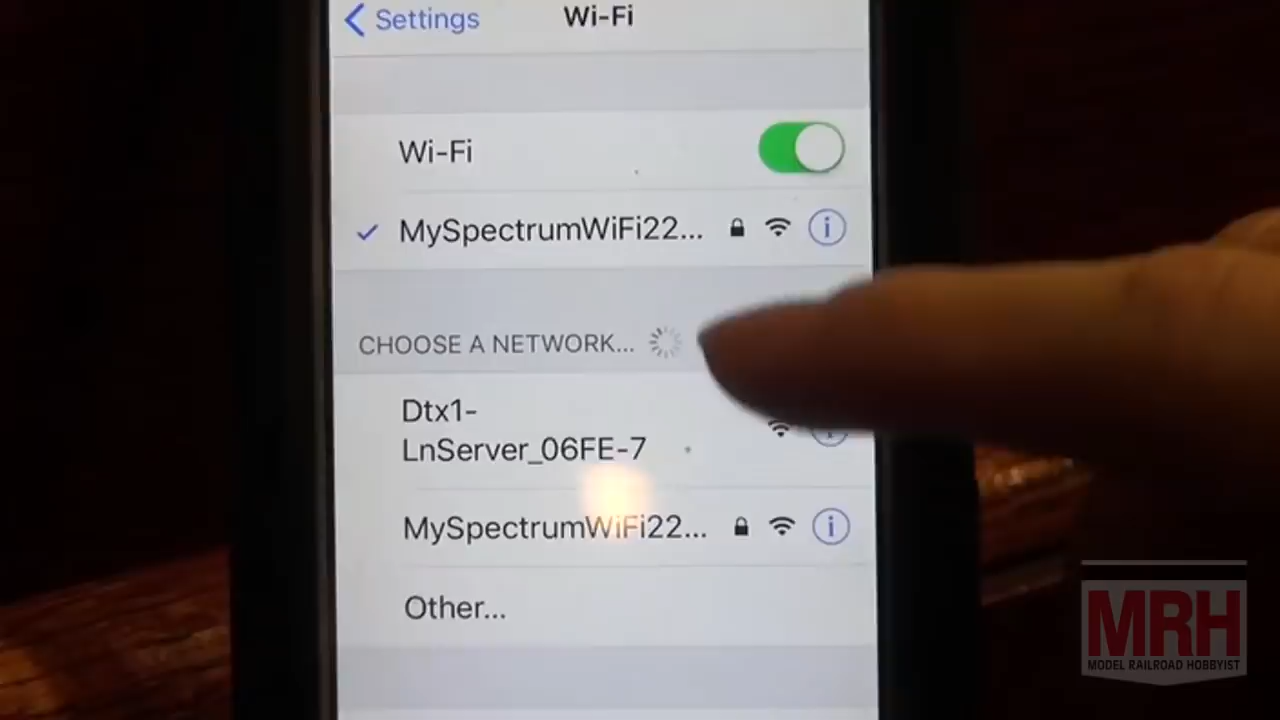 Settings
Wi-Fi
Wi-Fi
MySpectrumWiFi22...
CHOOSE A NETWORK...
Dtx1-
LnServer_06FE-7
MySpectrumWiFi22...
Other...
MRH
MODEL RAILROAD HOBBYIST